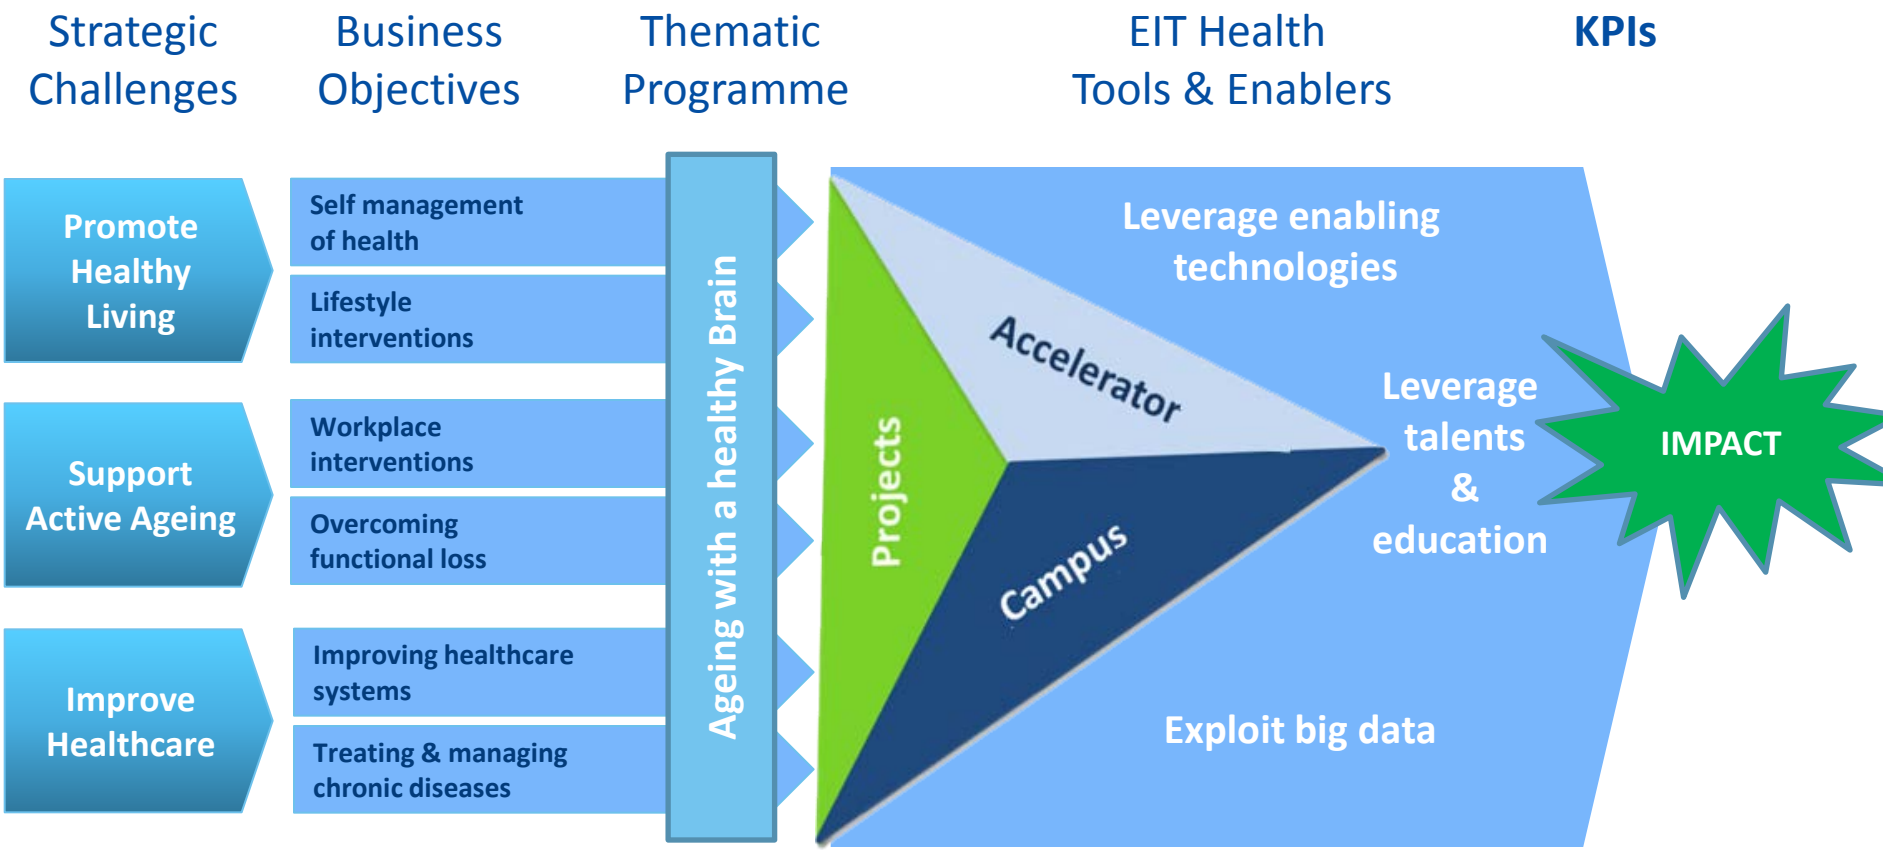 Strategic
Challenges
Business
Objectives
Thematic
Programme
EIT Health
Tools & Enablers
KPIs
Promote
Healthy
Living
Self management
of health
Lifestyle
interventions
Support
Active Ageing
Workplace
interventions
Overcoming
functional loss
Improve
Healthcare
Improving healthcare
systems
Treating & managing
chronic diseases
Ageing with a healthy Brain
Projects
Accelerator
Campus
Leverage enabling
technologies
Leverage
talents
&
education
Exploit big data
IMPACT